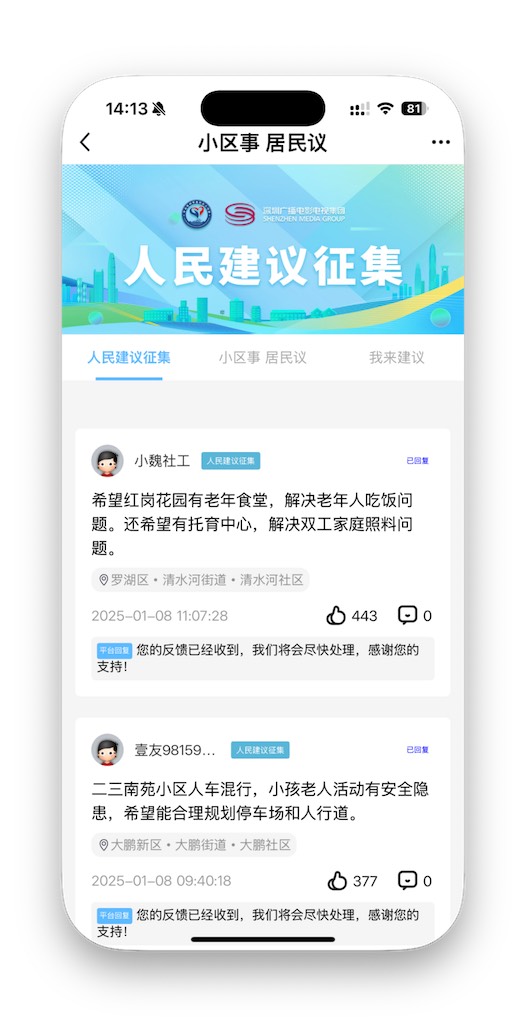 14:13
81
小区事 居民议
深圳广播电影电视集团
SHENZHEN MEDIA GROUP
人民建议征集
人民建议征集 小区事 居民议 我来建议
小魏社工 人民建议征集 已回复
希望红岗花园有老年食堂，解决老年人吃饭问
题。还希望有托育中心，解决双工家庭照料问
题。
罗湖区·清水河街道·清水河社区
2025-01-08 11:07:28 443 0
平台回复 您的反馈已经收到，我们将会尽快处理，感谢您的
支持！
壹友98159... 人民建议征集 已回复
二三南苑小区人车混行，小孩老人活动有安全隐
患，希望能合理规划停车场和人行道。
大鹏新区·大鹏街道·大鹏社区
2025-01-08 09:40:18 377 0
平台回复 您的反馈已经收到，我们将会尽快处理，感谢您的
支持！